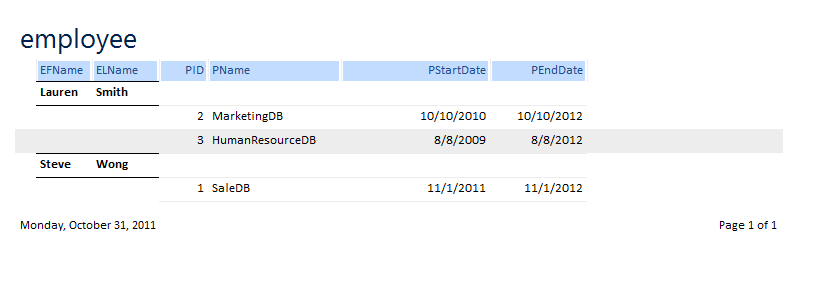 employee
EFName ELName PID PName PStartDate PEndDate
Lauren Smith
2 MarketingDB 10/10/2010 10/10/2012
3 HumanResourceDB 8/8/2009 8/8/2012
Steve Wong
1 SaleDB 11/1/2011 11/1/2012
Monday, October 31, 2011 Page 1 of 1